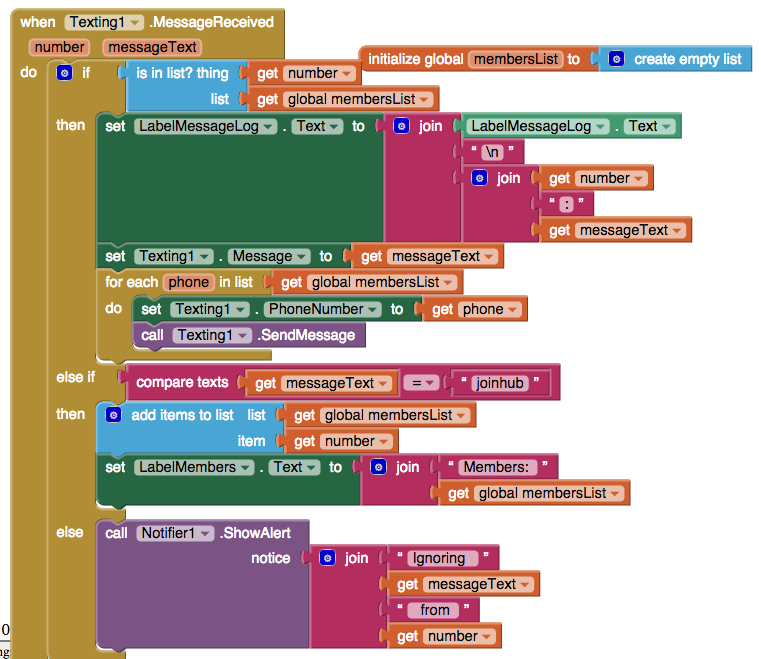 when Texting1 .MessageReceived
number messageText
initialize global membersList to create empty list
do if is in list? thing get number
list get global membersList
then set LabelMessageLog . Text to join LabelMessageLog . Text
" \n "
join get number
" : "
get messageText
set Texting1 . Message to get messageText
for each phone in list get global membersList
do set Texting1 . PhoneNumber to get phone
call Texting1 .SendMessage
else if compare texts get messageText = " joinhub "
then add items to list list get global membersList
item get number
set LabelMembers . Text to join " Members: "
get global membersList
else call Notifier1 .ShowAlert
notice join " Ignoring "
get messageText
" from "
0
get number
ng